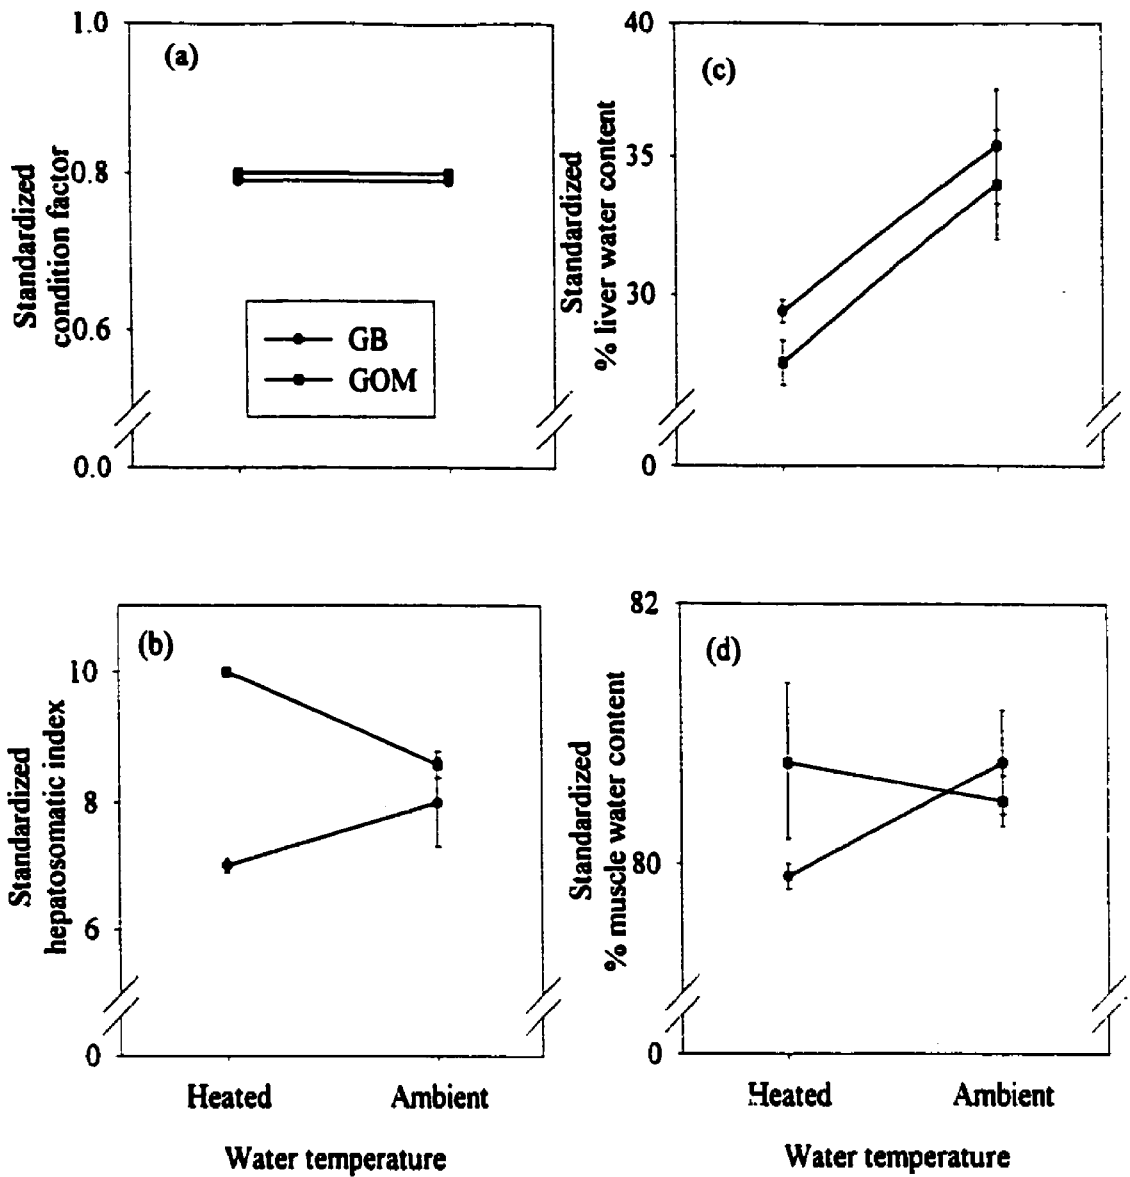 1.0
0.8
0.6
0.0
(a)
Standardized
condition factor
GB
GOM
40
35
30
0
(c)
Standardized
% liver water content
10
8
6
0
(b)
Standardized
hepatosomatic index
Heated
Ambient
Water temperature
82
80
0
(d)
Standardized
% muscle water content
Heated
Ambient
Water temperature